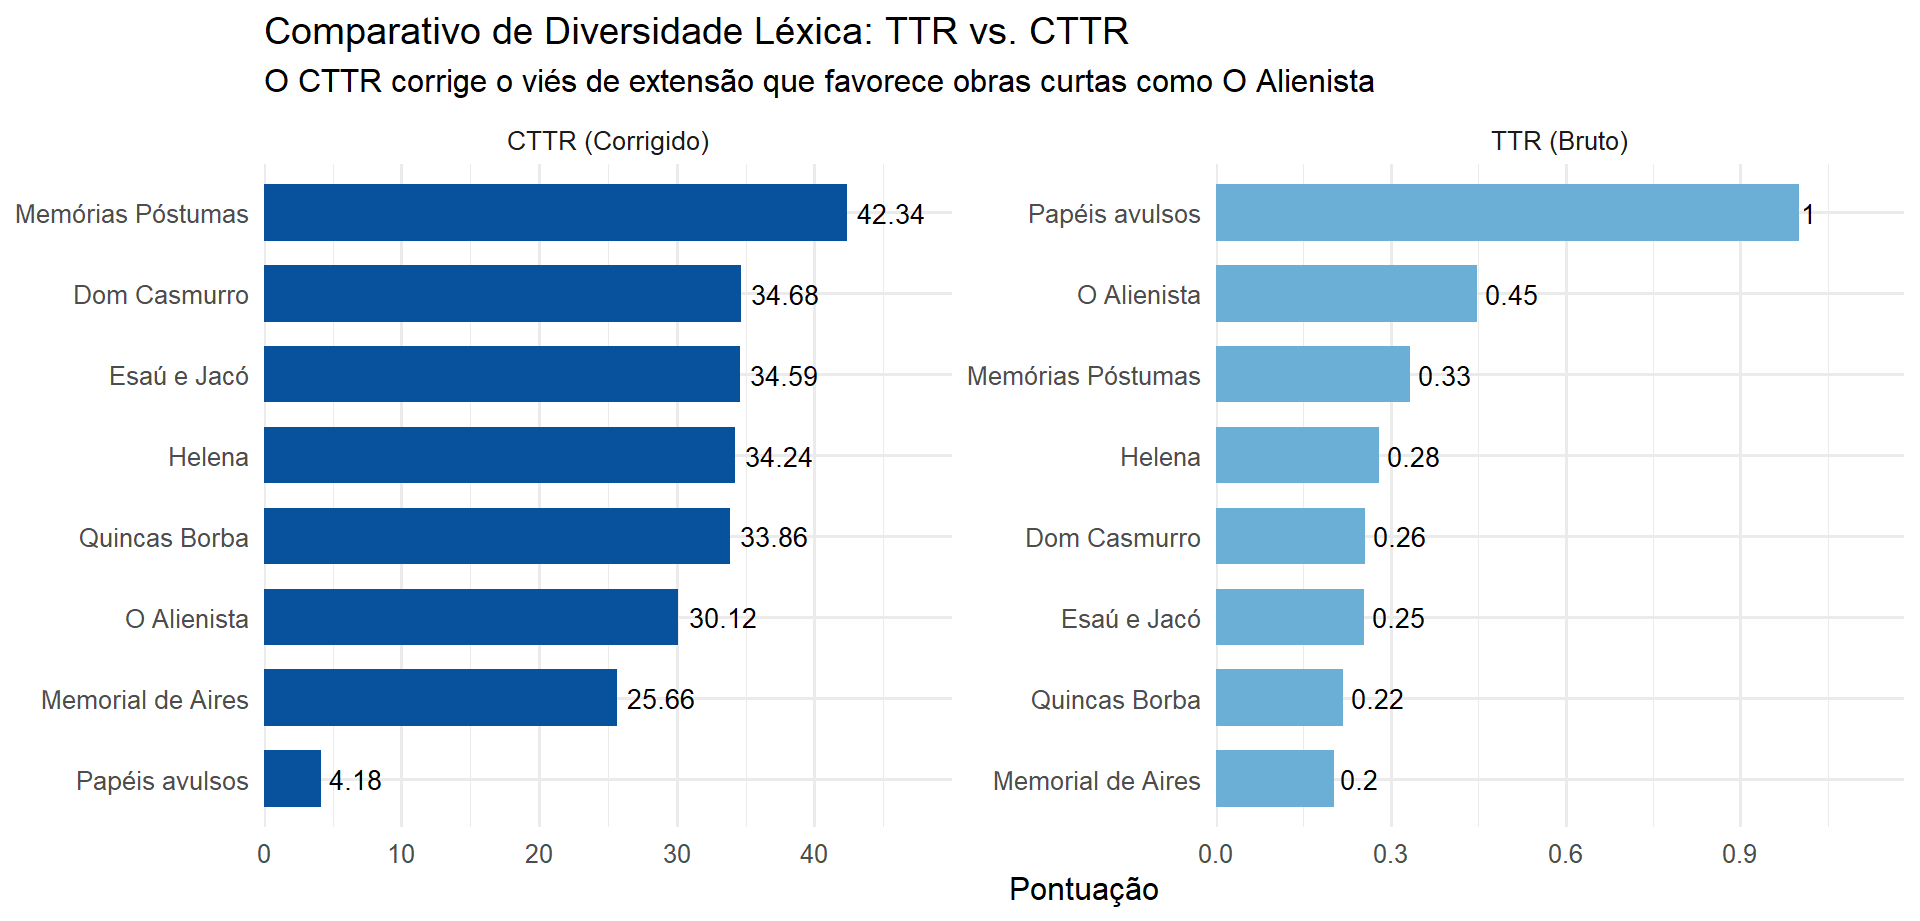 Comparativo de Diversidade Léxica: TTR vs. CTTR
O CTTR corrige o viés de extensão que favorece obras curtas como O Alienista
CTTR (Corrigido)
Memórias Póstumas 42.34
Dom Casmurro 34.68
Esaú e Jacó 34.59
Helena 34.24
Quincas Borba 33.86
O Alienista 30.12
Memorial de Aires 25.66
Papéis avulsos 4.18
0 10 20 30 40
TTR (Bruto)
Papéis avulsos 1
O Alienista 0.45
Memórias Póstumas 0.33
Helena 0.28
Dom Casmurro 0.26
Esaú e Jacó 0.25
Quincas Borba 0.22
Memorial de Aires 0.2
0.0 0.3 0.6 0.9
Pontuação